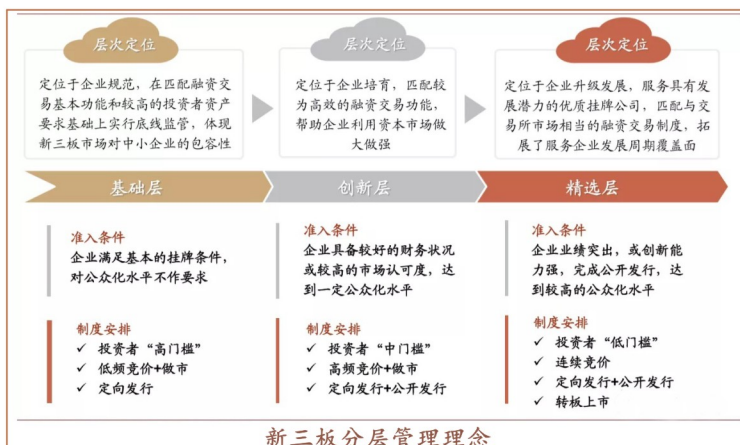 层次定位
定位于企业规范，在匹配融资交
易基本功能和较高的投资者资产
要求基础上实行底线监管，体现
新三板市场对中小企业的包容性
层次定位
定位于企业培育，匹配较
为高效的融资交易功能，
帮助企业利用资本市场做
大做强
层次定位
定位于企业升级发展，服务具有发
展潜力的优质挂牌公司，匹配与交
易所市场相当的融资交易制度，拓
展了服务企业发展周期覆盖面
基础层
创新层
精选层
准入条件
企业满足基本的挂牌条件，
对公众化水平不作要求
准入条件
企业具备较好的财务状况
或较高的市场认可度，达
到一定公众化水平
准入条件
企业业绩突出，或创新能
力强，完成公开发行，达
到较高的公众化水平
制度安排
✓ 投资者“高门槛”
✓ 低频竞价+做市
✓ 定向发行
制度安排
✓ 投资者“中门槛”
✓ 高频竞价+做市
✓ 定向发行+公开发行
制度安排
✓ 投资者“低门槛”
✓ 连续竞价
✓ 定向发行+公开发行
✓ 转板上市
新三板分层管理理念